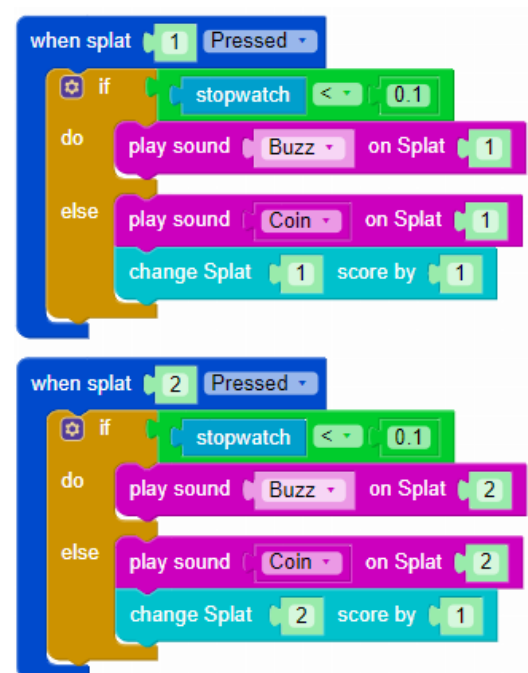 when splat 1 Pressed
if stopwatch < 0.1
do play sound Buzz on Splat 1
else play sound Coin on Splat 1
change Splat 1 score by 1
when splat 2 Pressed
if stopwatch < 0.1
do play sound Buzz on Splat 2
else play sound Coin on Splat 2
change Splat 2 score by 1